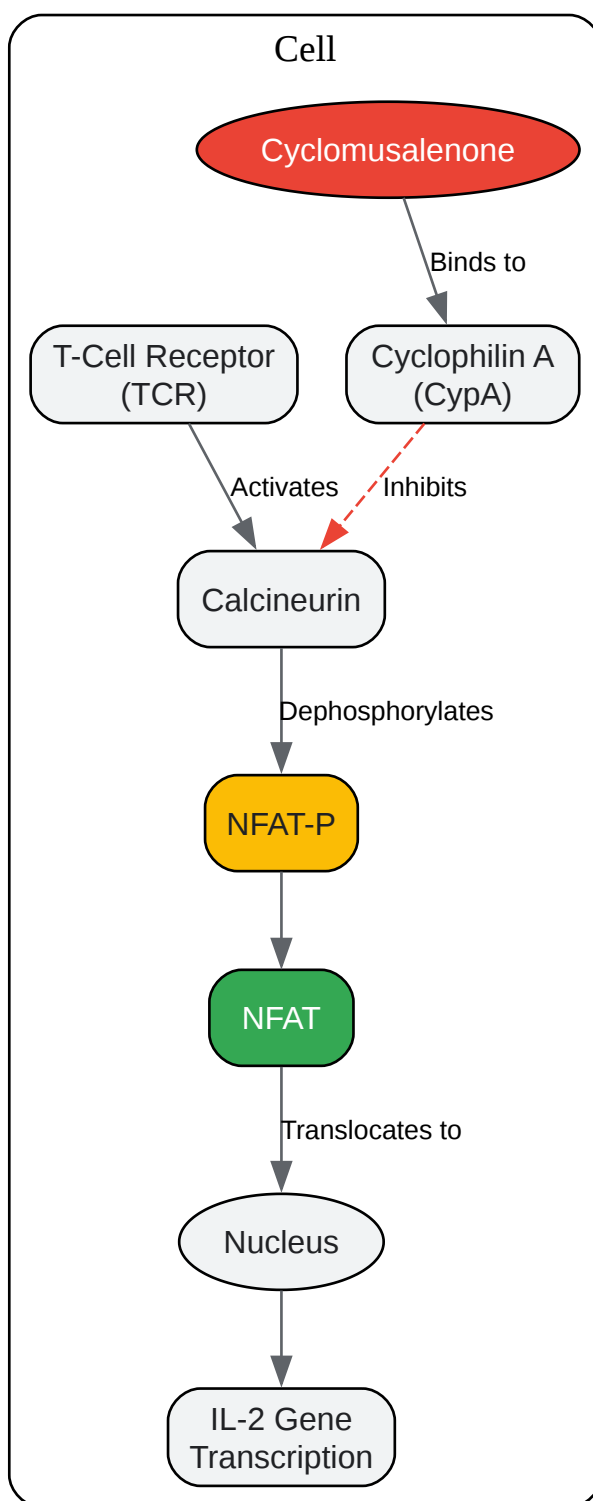 Cell
Cyclomusalenone
Binds to
T-Cell Receptor
(TCR)
Cyclophilin A
(CypA)
Activates
Inhibits
Calcineurin
Dephosphorylates
NFAT-P
NFAT
Translocates to
Nucleus
IL-2 Gene
Transcription